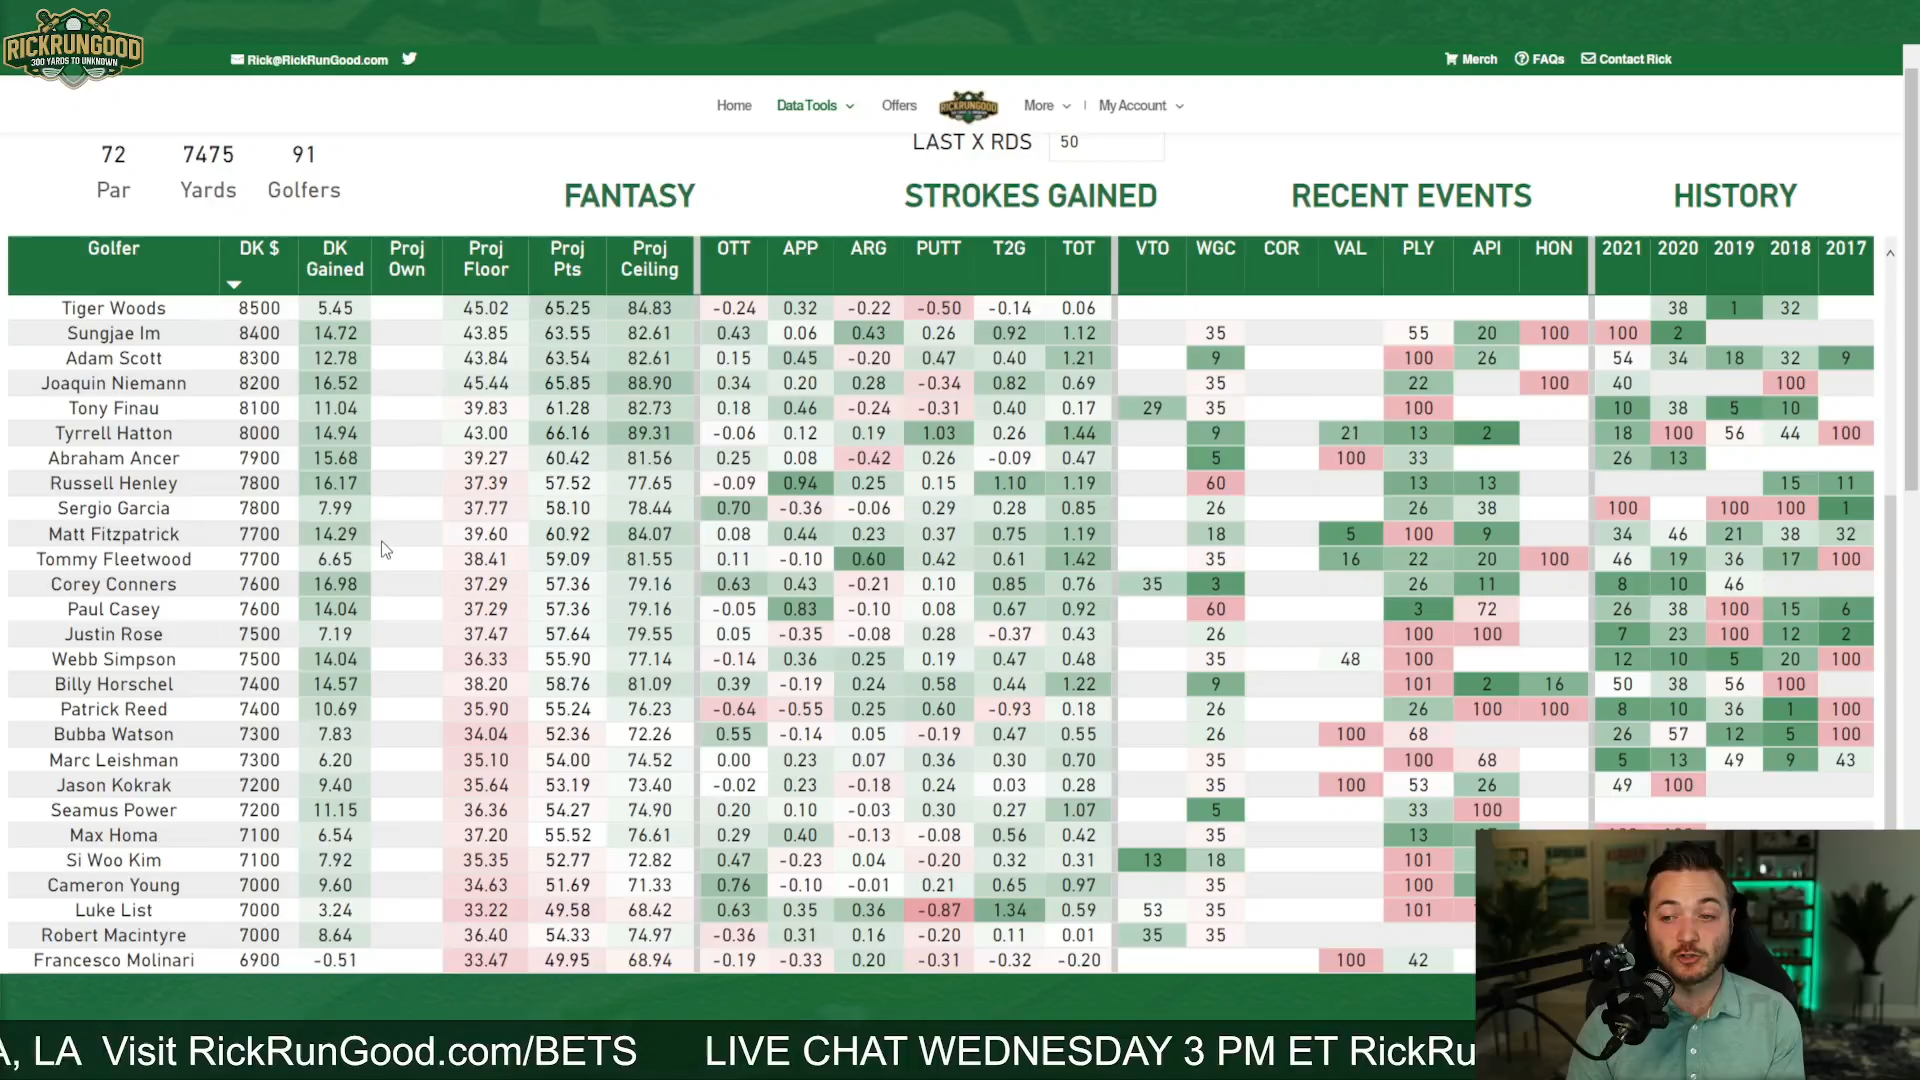 RICKRUNGOOD
300 YARDS TO UNKNOWN
Rick@RickRunGood.com
Merch FAQs Contact Rick
Home Data Tools Offers RICKRUNGOOD More My Account
LAST X RDS 50
72 7475 91
Par Yards Golfers
FANTASY STROKES GAINED RECENT EVENTS HISTORY
Golfer DK $ DK Gained Proj Own Proj Floor Proj Pts Proj Ceiling OTT APP ARG PUTT T2G TOT VTO WGC COR VAL PLY API HON 2021 2020 2019 2018 2017
Tiger Woods 8500 5.45 45.02 65.25 84.83 -0.24 0.32 -0.22 -0.50 -0.14 0.06 38 1 32
Sungjae Im 8400 14.72 43.85 63.55 82.61 0.43 0.06 0.43 0.26 0.92 1.12 35 55 20 100 100 2
Adam Scott 8300 12.78 43.84 63.54 82.61 0.15 0.45 -0.20 0.47 0.40 1.21 9 100 26 54 34 18 32 9
Joaquin Niemann 8200 16.52 45.44 65.85 88.90 0.34 0.20 0.28 -0.34 0.82 0.69 35 22 100 40 100
Tony Finau 8100 11.04 39.83 61.28 82.73 0.18 0.46 -0.24 -0.31 0.40 0.17 29 35 100 10 38 5 10
Tyrrell Hatton 8000 14.94 43.00 66.16 89.31 -0.06 0.12 0.19 1.03 0.26 1.44 9 21 13 2 18 100 56 44 100
Abraham Ancer 7900 15.68 39.27 60.42 81.56 0.25 0.08 -0.42 0.26 -0.09 0.47 5 100 33 26 13
Russell Henley 7800 16.17 37.39 57.52 77.65 -0.09 0.94 0.25 0.15 1.10 1.19 60 13 13 15 11
Sergio Garcia 7800 7.99 37.77 58.10 78.44 0.70 -0.36 -0.06 0.29 0.28 0.85 26 26 38 100 100 100 1
Matt Fitzpatrick 7700 14.29 39.60 60.92 84.07 0.08 0.44 0.23 0.37 0.75 1.19 18 5 100 9 34 46 21 38 32
Tommy Fleetwood 7700 6.65 38.41 59.09 81.55 0.11 -0.10 0.60 0.42 0.61 1.42 35 16 22 20 100 46 19 36 17 100
Corey Conners 7600 16.98 37.29 57.36 79.16 0.63 0.43 -0.21 0.10 0.85 0.76 35 3 26 11 8 10 46
Paul Casey 7600 14.04 37.29 57.36 79.16 -0.05 0.83 -0.10 0.08 0.67 0.92 60 3 72 26 38 100 15 6
Justin Rose 7500 7.19 37.47 57.64 79.55 0.05 -0.35 -0.08 0.28 -0.37 0.43 26 100 100 7 23 100 12 2
Webb Simpson 7500 14.04 36.33 55.90 77.14 -0.14 0.36 0.25 0.19 0.47 0.48 35 48 100 12 10 5 20 100
Billy Horschel 7400 14.57 38.20 58.76 81.09 0.39 -0.19 0.24 0.58 0.44 1.22 9 101 2 16 50 38 56 100
Patrick Reed 7400 10.69 35.90 55.24 76.23 -0.64 -0.55 0.25 0.60 -0.93 0.18 26 26 100 100 8 10 36 1 100
Bubba Watson 7300 7.83 34.04 52.36 72.26 0.55 -0.14 0.05 -0.19 0.47 0.55 26 100 68 26 57 12 5 100
Marc Leishman 7300 6.20 35.10 54.00 74.52 0.00 0.23 0.07 0.36 0.30 0.70 35 100 68 5 13 49 9 43
Jason Kokrak 7200 9.40 35.64 53.19 73.40 -0.02 0.23 -0.18 0.24 0.03 0.28 35 100 53 26 49 100
Seamus Power 7200 11.15 36.36 54.27 74.90 0.20 0.10 -0.03 0.30 0.27 1.07 5 33 100
Max Homa 7100 6.54 37.20 55.52 76.61 0.29 0.40 -0.13 -0.08 0.56 0.42 35 13
Si Woo Kim 7100 7.92 35.35 52.77 72.82 0.47 -0.23 0.04 -0.20 0.32 0.31 13 18 101
Cameron Young 7000 9.60 34.63 51.69 71.33 0.76 -0.10 -0.01 0.21 0.65 0.97 35 100
Luke List 7000 3.24 33.22 49.58 68.42 0.63 0.35 0.36 -0.87 1.34 0.59 53 35 101
Robert Macintyre 7000 8.64 36.40 54.33 74.97 -0.36 0.31 0.16 -0.20 0.11 0.01 35 35
Francesco Molinari 6900 -0.51 33.47 49.95 68.94 -0.19 -0.33 0.20 -0.31 -0.32 -0.20 100 42
A, LA Visit RickRunGood.com/BETS LIVE CHAT WEDNESDAY 3 PM ET RickRu